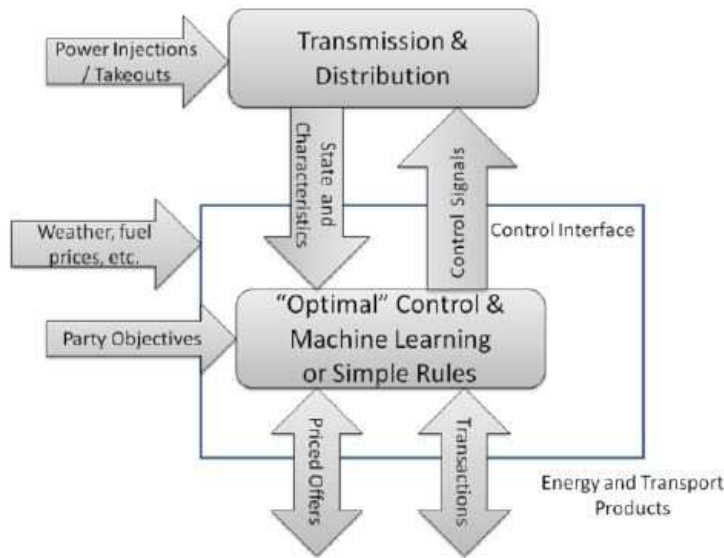 Transmission &
Distribution
Power Injections
/ Takeouts
State and
Characteristics
Control Signals
Weather, fuel
prices, etc.
Control Interface
"Optimal" Control &
Machine Learning
or Simple Rules
Party Objectives
Priced Offers
Transactions
Energy and Transport
Products